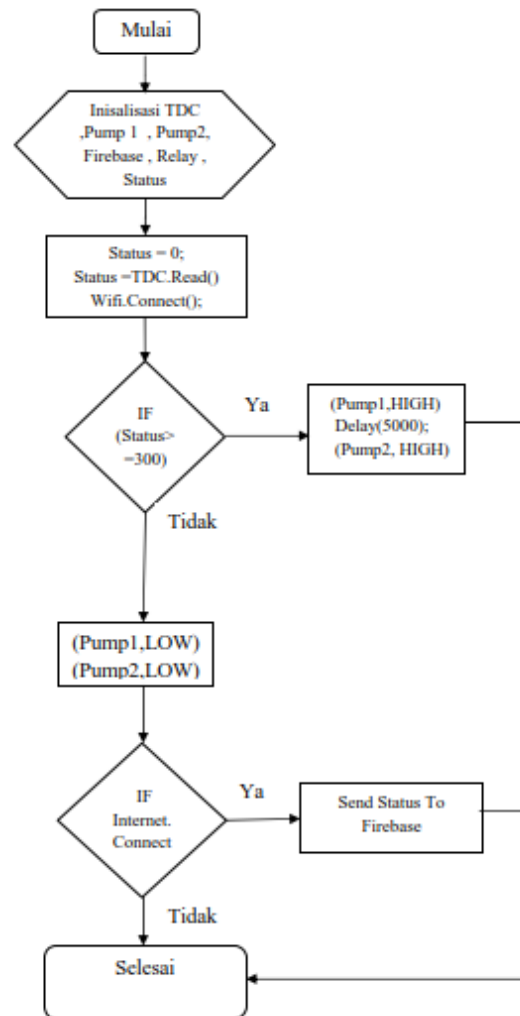 Mulai
Inisalisasi TDC
,Pump 1 , Pump2,
Firebase , Relay ,
Status
Status = 0;
Status =TDC.Read()
Wifi.Connect();
IF
(Status>
=300)
Ya
(Pump1,HIGH)
Delay(5000);
(Pump2, HIGH)
Tidak
(Pump1,LOW)
(Pump2,LOW)
IF
Internet.
Connect
Ya
Send Status To
Firebase
Tidak
Selesai